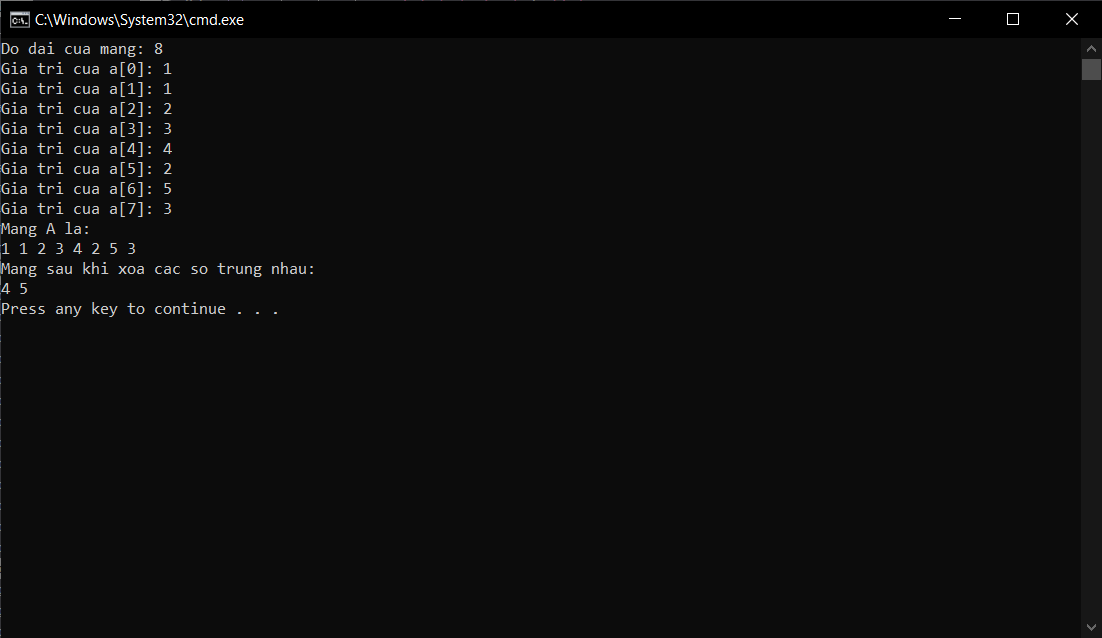 C:\Windows\System32\cmd.exe
Do dai cua mang: 8
Gia tri cua a[0]: 1
Gia tri cua a[1]: 1
Gia tri cua a[2]: 2
Gia tri cua a[3]: 3
Gia tri cua a[4]: 4
Gia tri cua a[5]: 2
Gia tri cua a[6]: 5
Gia tri cua a[7]: 3
Mang A la:
1 1 2 3 4 2 5 3
Mang sau khi xoa cac so trung nhau:
4 5
Press any key to continue . . .